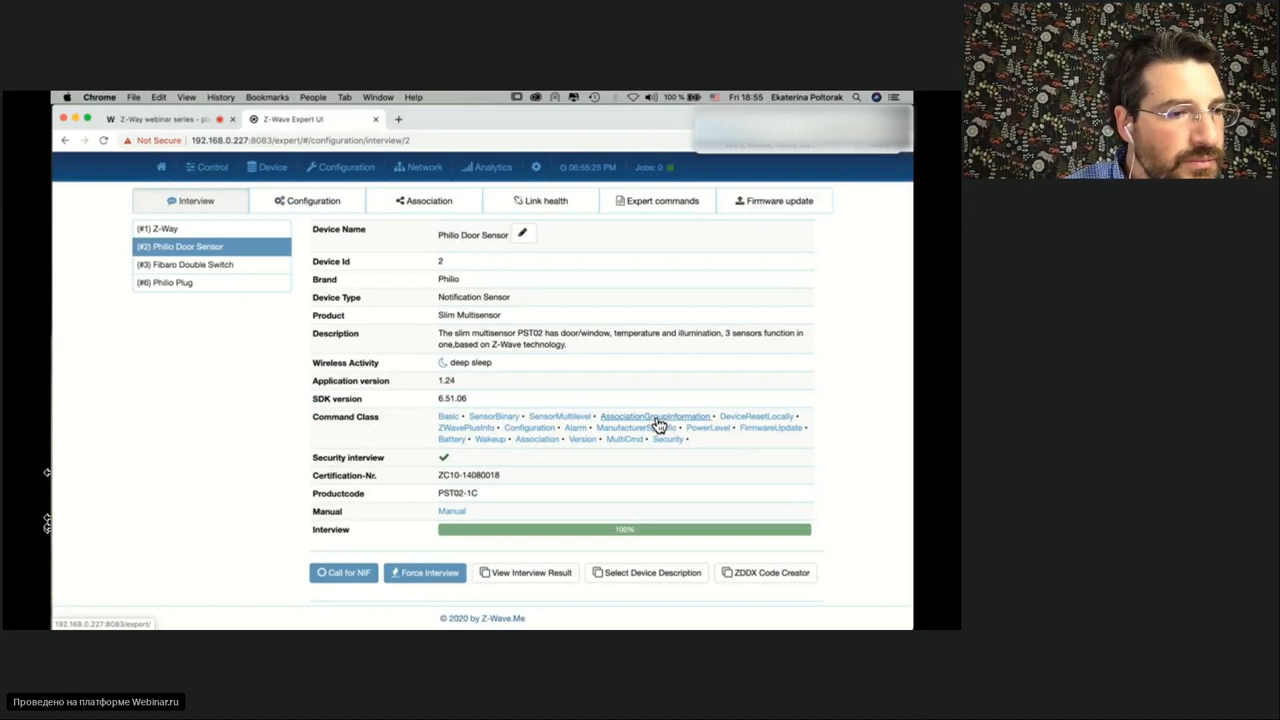 Chrome File Edit View History Bookmarks People Tab Window Help 100 % Fri 18:55 Ekaterina Poltorak
W Z-Way webinar series - pl × Z-Wave Expert UI × +
Not Secure 192.168.0.227:8083/expert/#/configuration/interview/2
Control Device Configuration Network Analytics 06:55:25 PM Jobs: 0
Interview Configuration Association Link health Expert commands Firmware update
(#1) Z-Way
(#2) Philio Door Sensor
(#3) Fibaro Double Switch
(#6) Philio Plug
Device Name Philio Door Sensor
Device Id 2
Brand Philio
Device Type Notification Sensor
Product Slim Multisensor
Description The slim multisensor PST02 has door/window, temperature and illumination, 3 sensors function in
one,based on Z-Wave technology.
Wireless Activity deep sleep
Application version 1.24
SDK version 6.51.06
Command Class Basic • SensorBinary • SensorMultilevel • AssociationGroupInformation • DeviceResetLocally •
ZWavePlusInfo • Configuration • Alarm • • PowerLevel • FirmwareUpdate •
Battery • Wakeup • Association • Version • MultiCmd • Security •
Security interview
Certification-Nr. ZC10-14080018
Productcode PST02-1C
Manual Manual
Interview 100%
Call for NIF Force Interview View Interview Result Select Device Description ZDDX Code Creator
© 2020 by Z-Wave.Me
192.168.0.227:8083/expert/
Проведено на платформе Webinar.ru